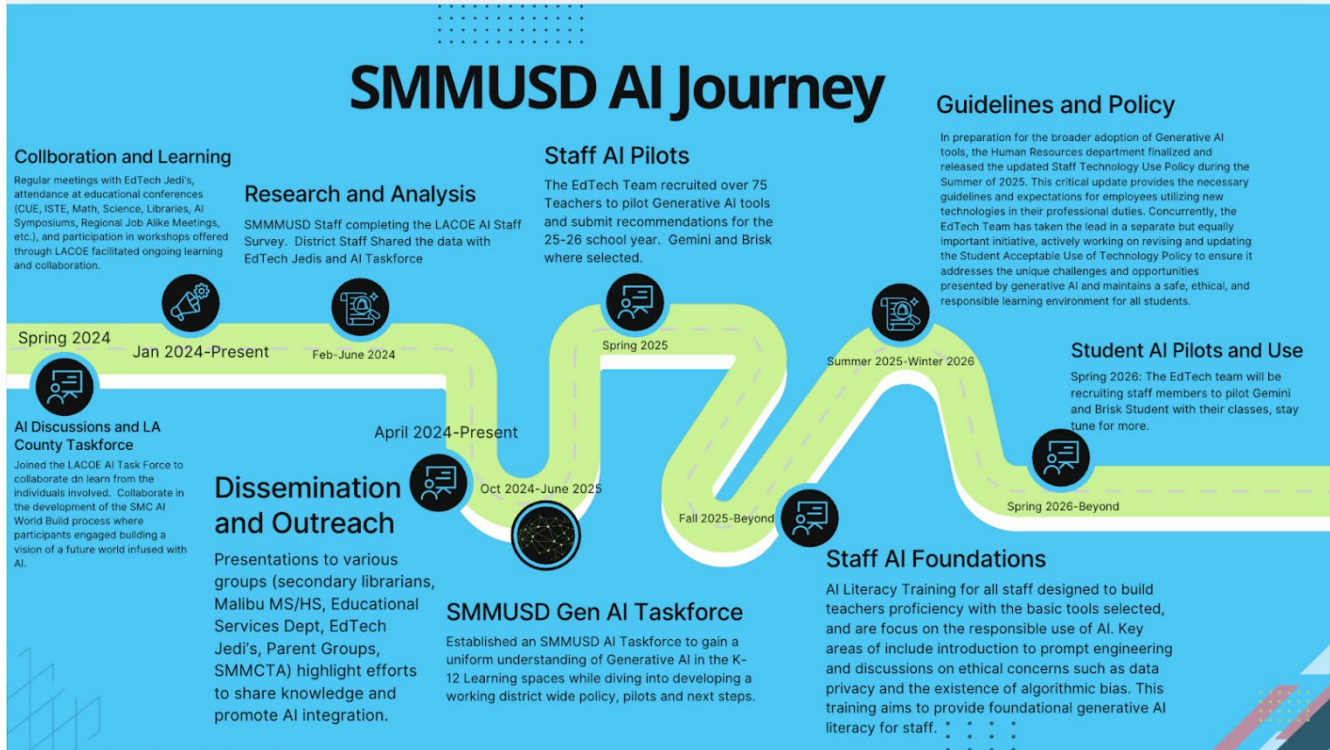 SMMUSD AI Journey
Collboration and Learning
Regular meetings with EdTech Jedi's,
attendance at educational conferences
(CUE, ISTE, Math, Science, Libraries, AI
Symposiums, Regional Job Alike Meetings,
etc.), and participation in workshops offered
through LACOE facilitated ongoing learning
and collaboration.
Research and Analysis
SMMMUSD Staff completing the LACOE AI Staff
Survey. District Staff Shared the data with
EdTech Jedis and AI Taskforce
Staff AI Pilots
The EdTech Team recruited over 75
Teachers to pilot Generative AI tools
and submit recommendations for the
25-26 school year. Gemini and Brisk
where selected.
Guidelines and Policy
In preparation for the broader adoption of Generative AI
tools, the Human Resources department finalized and
released the updated Staff Technology Use Policy during the
Summer of 2025. This critical update provides the necessary
guidelines and expectations for employees utilizing new
technologies in their professional duties. Concurrently, the
EdTech Team has taken the lead in a separate but equally
important initiative, actively working on revising and updating
the Student Acceptable Use of Technology Policy to ensure it
addresses the unique challenges and opportunities
presented by generative AI and maintains a safe, ethical, and
responsible learning environment for all students.
Spring 2024
Jan 2024-Present
Feb-June 2024
Spring 2025
Summer 2025-Winter 2026
Student AI Pilots and Use
Spring 2026: The EdTech team will be
recruiting staff members to pilot Gemini
and Brisk Student with their classes, stay
tune for more.
AI Discussions and LA
County Taskforce
Joined the LACOE AI Task Force to
collaborate dn learn from the
individuals involved. Collaborate in
the development of the SMC AI
World Build process where
participants engaged building a
vision of a future world infused with
AI.
April 2024-Present
Dissemination
and Outreach
Presentations to various
groups (secondary librarians,
Malibu MS/HS, Educational
Services Dept, EdTech
Jedi's, Parent Groups,
SMMCTA) highlight efforts
to share knowledge and
promote AI integration.
Oct 2024-June 2025
SMMUSD Gen AI Taskforce
Established an SMMUSD AI Taskforce to gain a
uniform understanding of Generative AI in the K-
12 Learning spaces while diving into developing a
working district wide policy, pilots and next steps.
Fall 2025-Beyond
Staff AI Foundations
AI Literacy Training for all staff designed to build
teachers proficiency with the basic tools selected,
and are focus on the responsible use of AI. Key
areas of include introduction to prompt engineering
and discussions on ethical concerns such as data
privacy and the existence of algorithmic bias. This
training aims to provide foundational generative AI
literacy for staff.
Spring 2026-Beyond